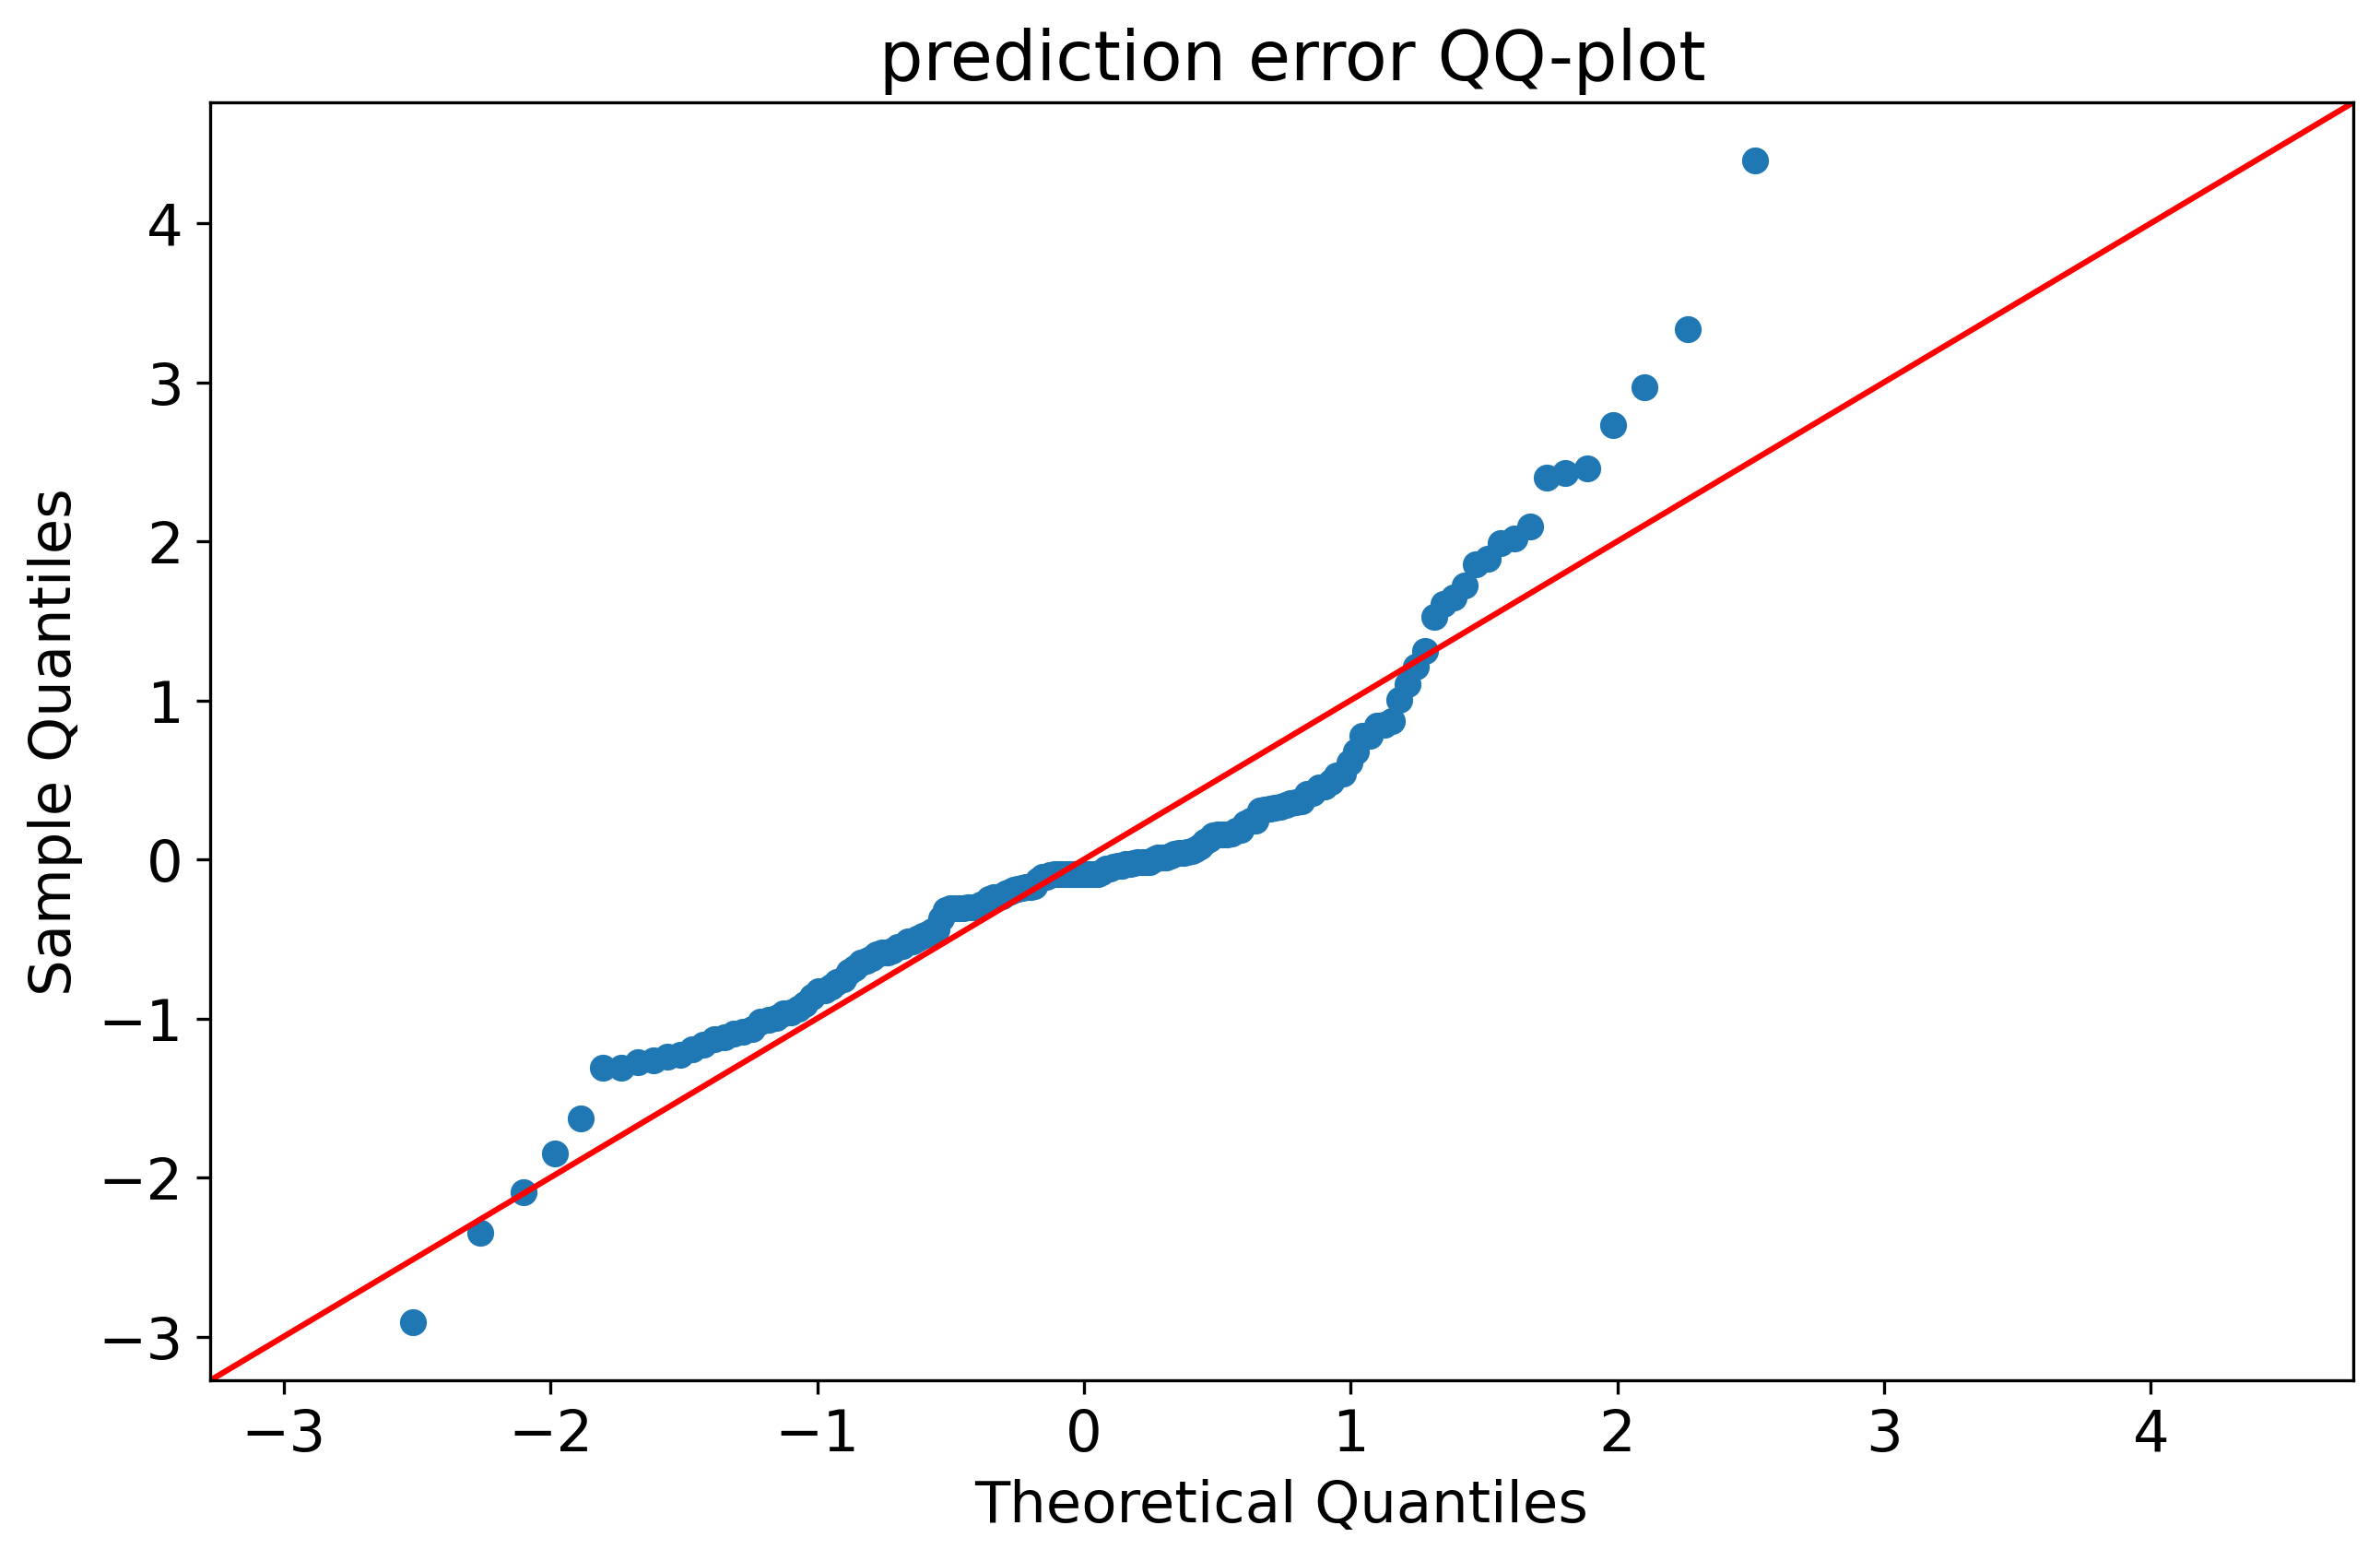 prediction error QQ-plot
4
3
2
1
0
−1
−2
−3
Sample Quantiles
−3 −2 −1 0 1 2 3 4
Theoretical Quantiles